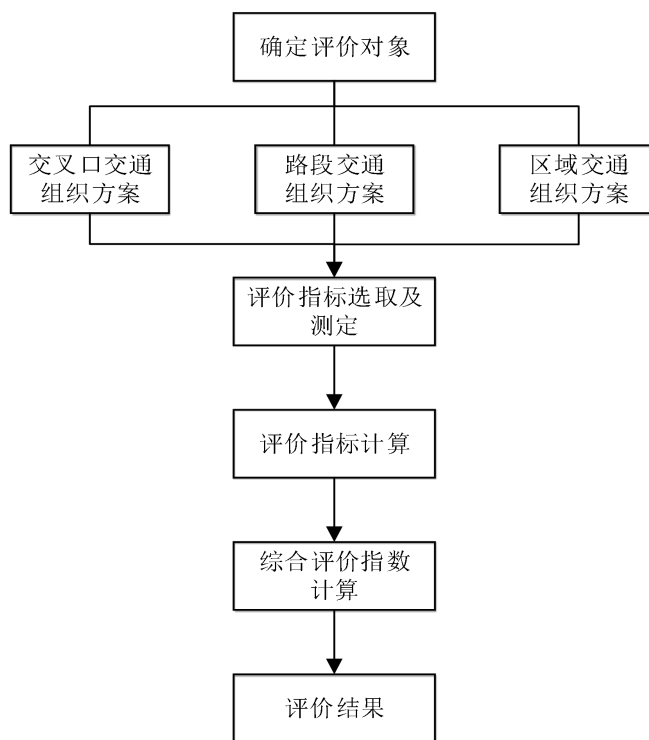 确定评价对象
交叉口交通
组织方案
路段交通
组织方案
区域交通
组织方案
评价指标选取及
测定
评价指标计算
综合评价指数
计算
评价结果